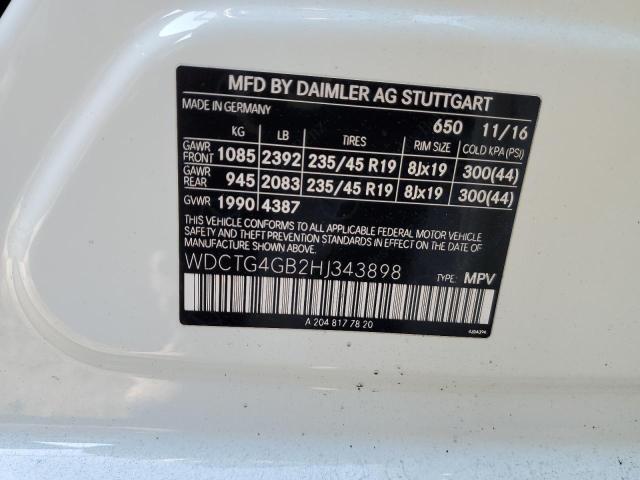 MFD BY DAIMLER AG STUTTGART
MADE IN GERMANY
650 11/16
KG LB TIRES RIM SIZE COLD KPA (PSI)
GAWR FRONT 1085 2392 235/45 R19 8Jx19 300(44)
GAWR REAR 945 2083 235/45 R19 8Jx19 300(44)
GVWR 1990 4387
THIS VEHICLE CONFORMS TO ALL APPLICABLE FEDERAL MOTOR VEHICLE
SAFETY AND THEFT PREVENTION STANDARDS IN EFFECT ON THE DATE OF
MANUFACTURE SHOWN ABOVE.
WDCTG4GB2HJ343898 TYPE: MPV
A 204 817 78 20